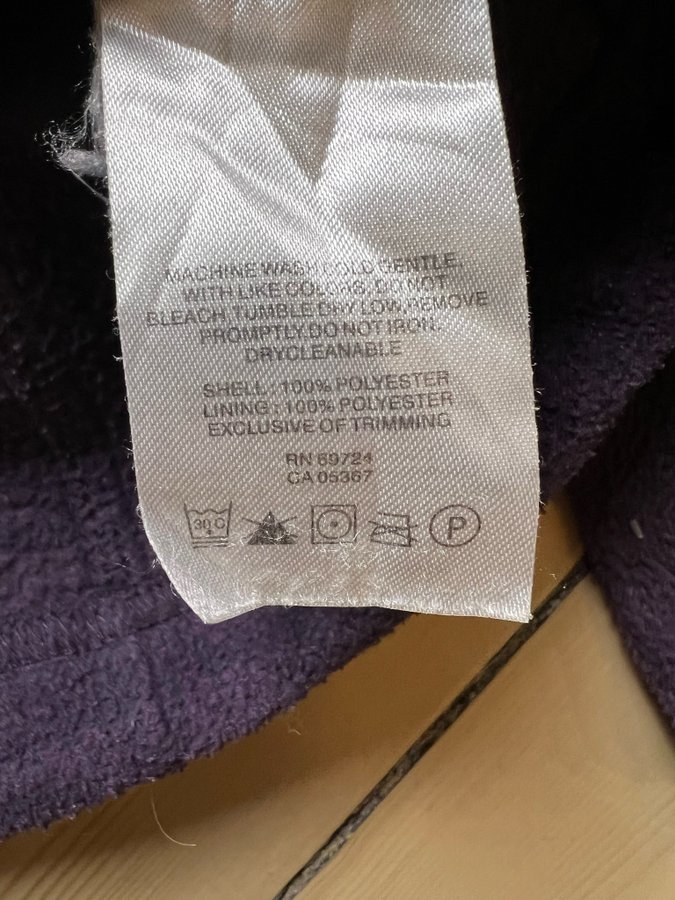 MACHINE WASH COLD GENTLE,
WITH LIKE COLORS, DO NOT
BLEACH, TUMBLE DRY LOW, REMOVE
PROMPTLY, DO NOT IRON.
DRYCLEANABLE
SHELL : 100% POLYESTER
LINING : 100% POLYESTER
EXCLUSIVE OF TRIMMING
RN 69724
CA 05367
30 C P